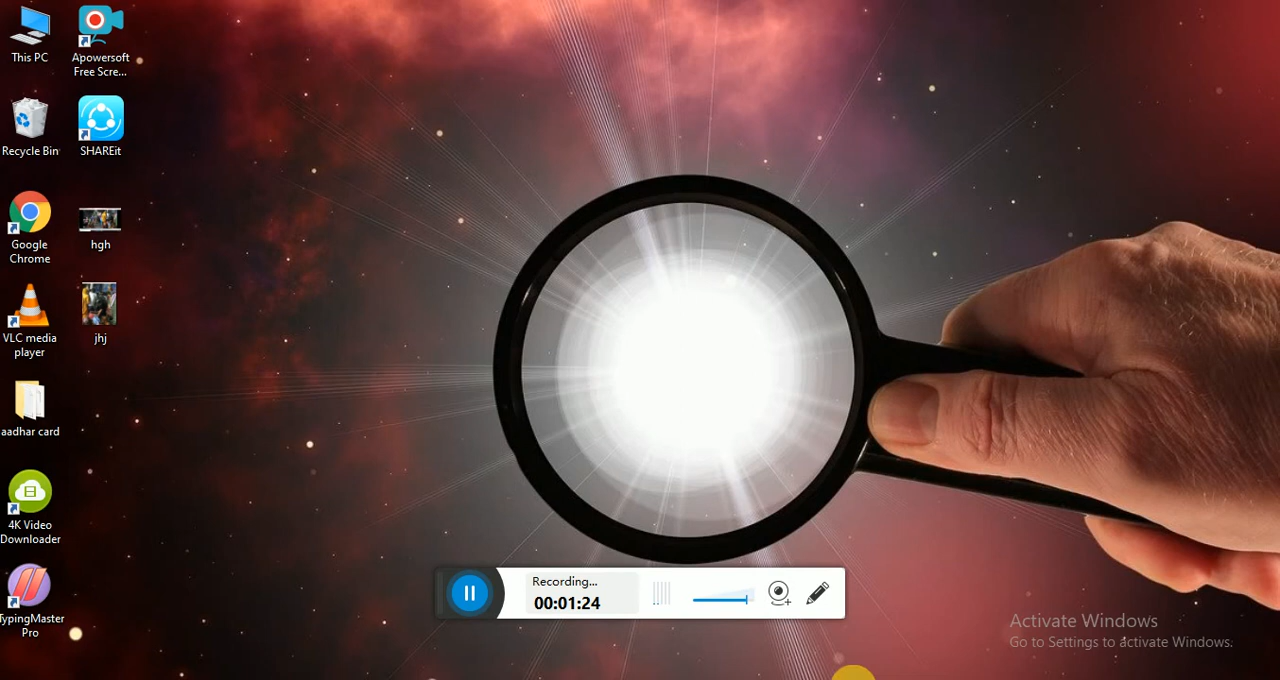 This PC
Apowersoft
Free Scre...
Recycle Bin
SHAREit
Google
Chrome
hgh
VLC media
player
jhj
aadhar card
4K Video
Downloader
TypingMaster
Pro
Recording...
00:01:24
Activate Windows
Go to Settings to activate Windows.